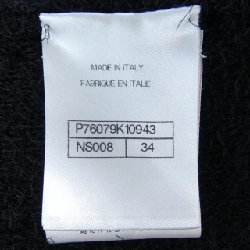 MADE IN ITALY
FABRIQUE EN ITALIE
P76079K10943
NS008 34